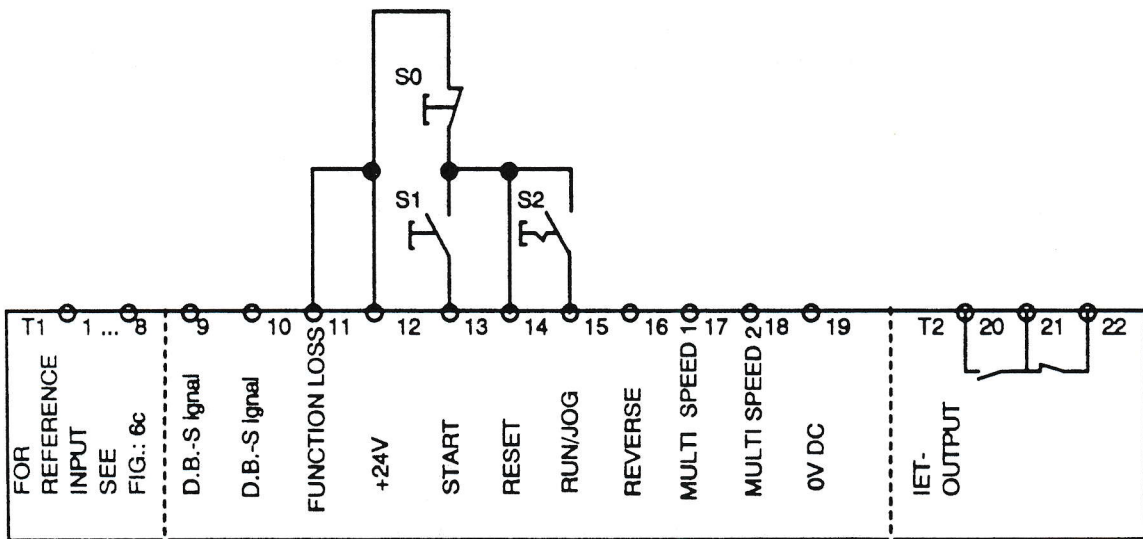 S0
S1
S2
T1 1 ... 8 9 10 11 12 13 14 15 16 17 18 19 T2 20 21 22
FOR
REFERENCE
INPUT
SEE
FIG.: 6c
D.B.-Signal
D.B.-Signal
FUNCTION LOSS
+24V
START
RESET
RUN/JOG
REVERSE
MULTI SPEED 1
MULTI SPEED 2
0V DC
IET-
OUTPUT